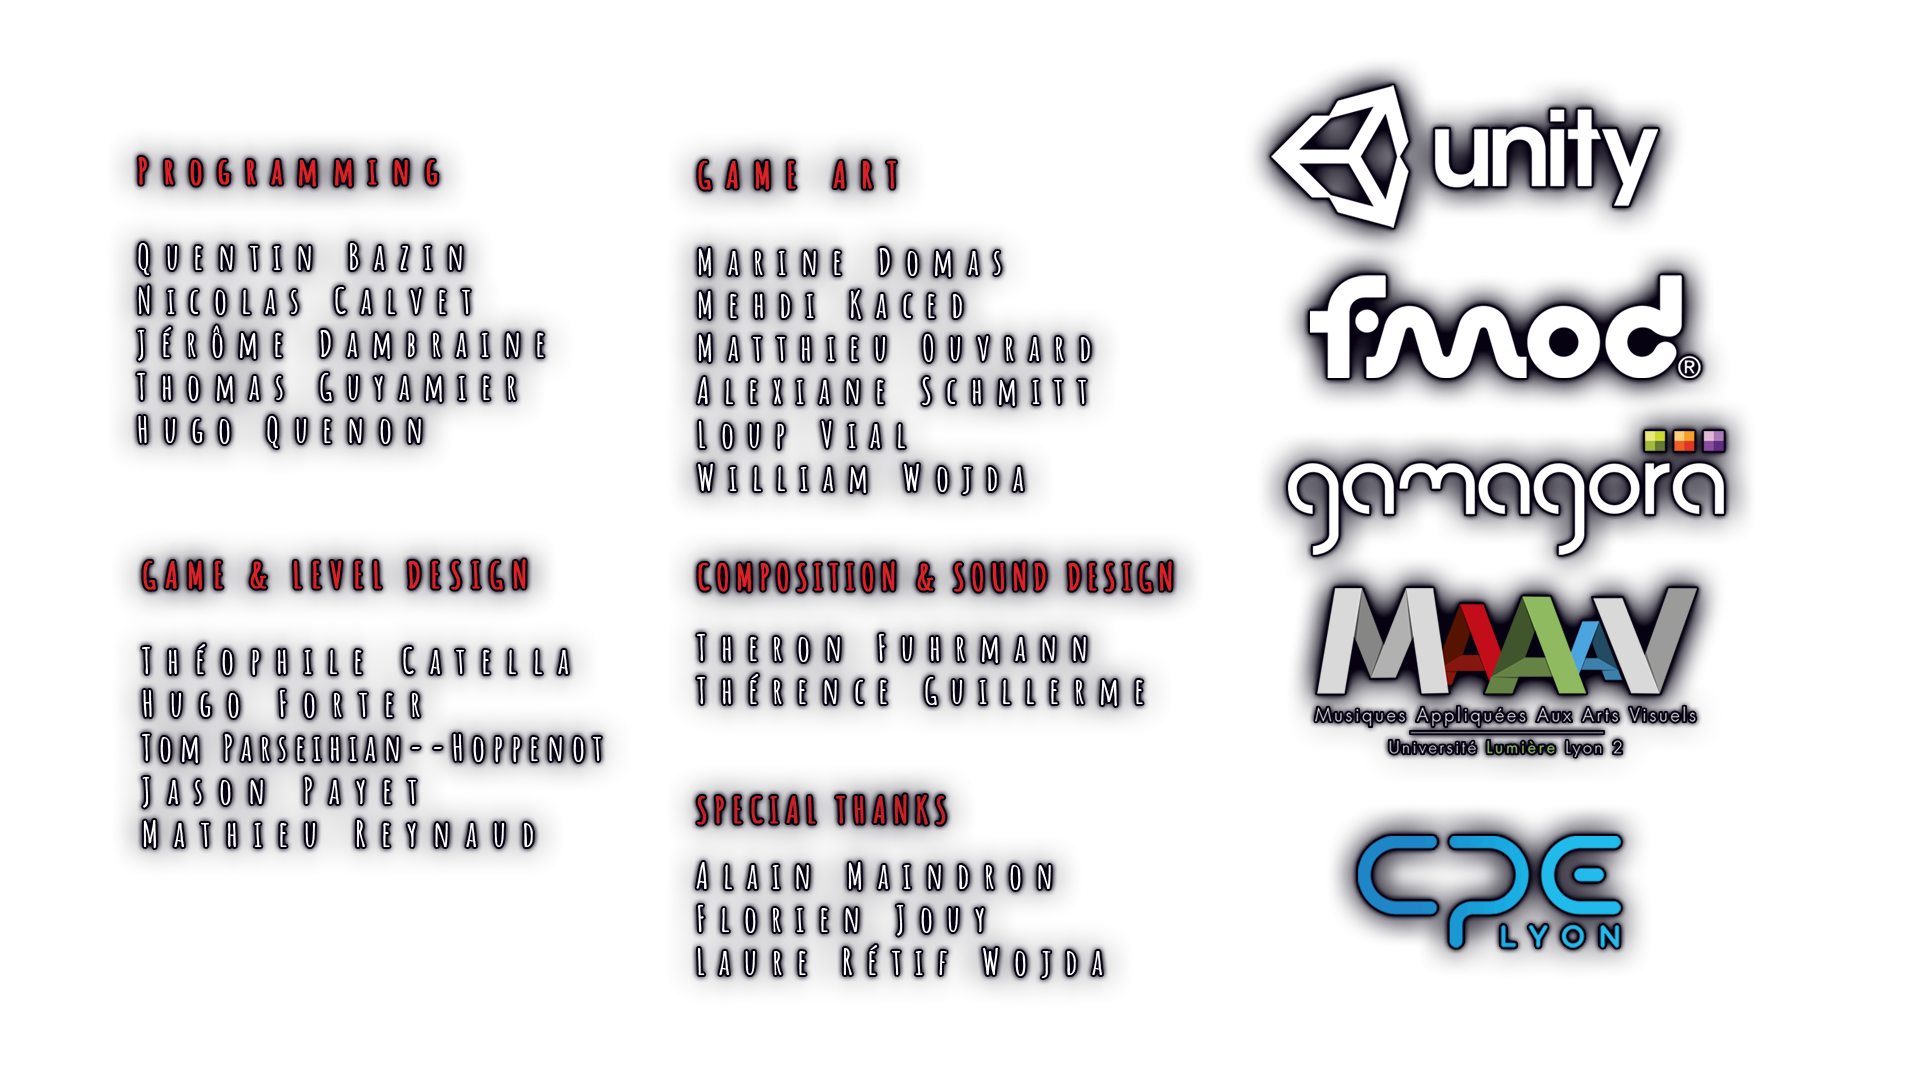 Programming
Quentin Bazin
Nicolas Calvet
Jérôme Dambraine
Thomas Guyamier
Hugo Quenon
GAME & LEVEL DESIGN
Théophile Catella
Hugo Forter
Tom Parseihian--Hoppenot
Jason Payet
Mathieu Reynaud
GAME ART
Marine Domas
Mehdi Kaced
Matthieu Ouvrard
Alexiane Schmitt
Loup Vial
William Wojda
COMPOSITION & SOUND DESIGN
Theron Fuhrmann
Thérence Guillerme
SPECIAL THANKS
Alain Maindron
Florien Jouy
Laure Rétif Wojda
unity
fmod®
gamagora
MAAAV
Musiques Appliquées Aux Arts Visuels
Université Lumière Lyon 2
CPE
LYON